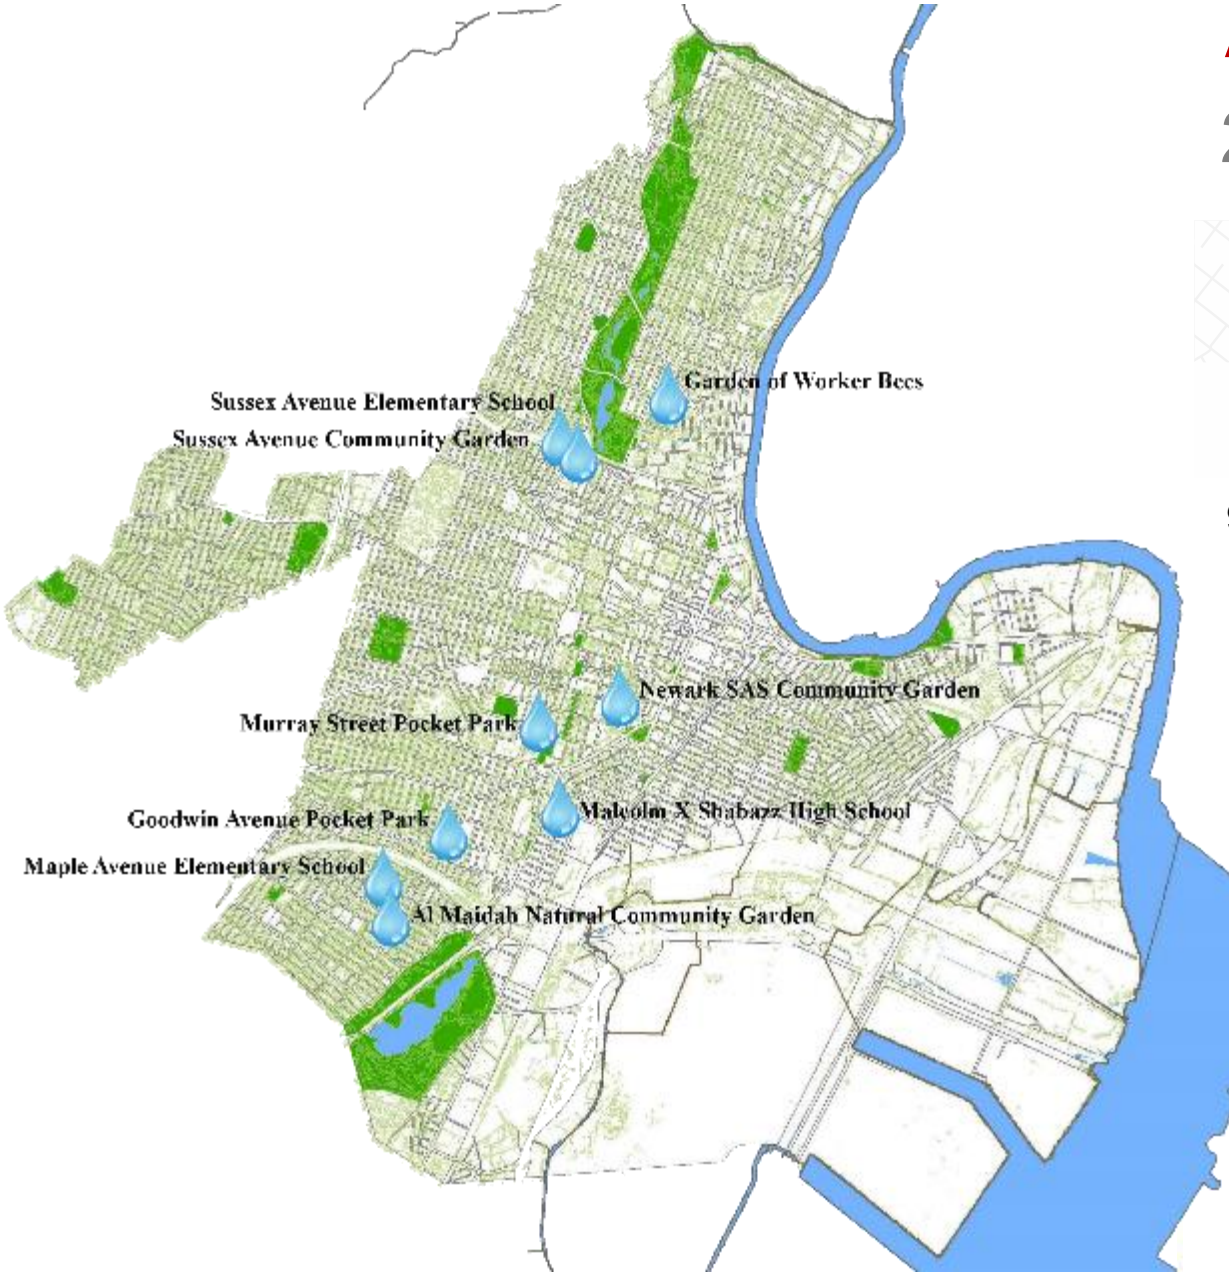 Garden of Worker Bees
Sussex Avenue Elementary School
Sussex Avenue Community Garden
Newark SAS Community Garden
Murray Street Pocket Park
Malcolm X Shabazz High School
Goodwin Avenue Pocket Park
Maple Avenue Elementary School
Al Maidah Natural Community Garden